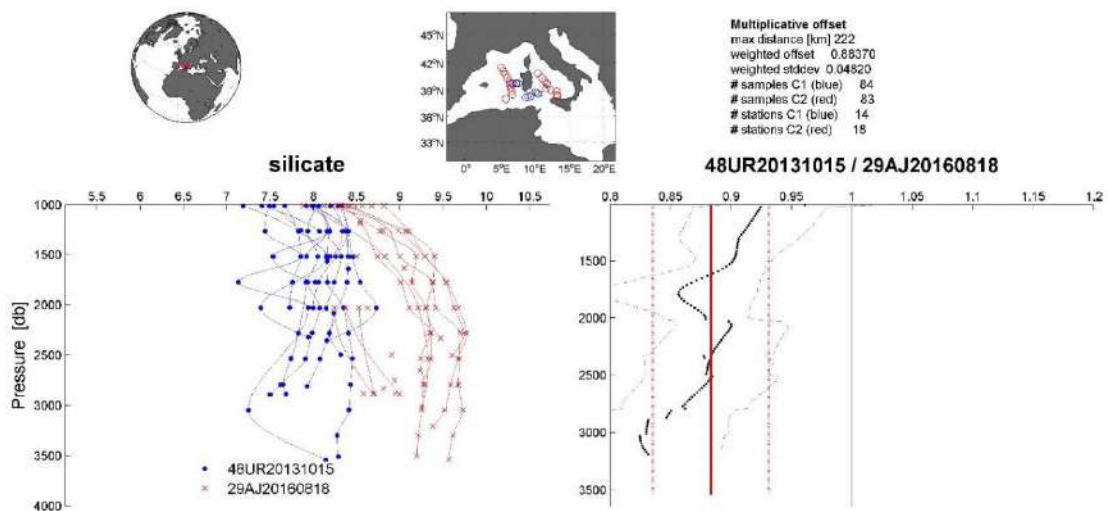 Multiplicative offset
max distance [km] 222
weighted offset 0.88370
weighted stddev 0.04820
# samples C1 (blue) 84
# samples C2 (red) 83
# stations C1 (blue) 14
# stations C2 (red) 18
45°N
42°N
39°N
36°N
33°N
0° 5°E 10°E 15°E 20°E
silicate
5.5 6 6.5 7 7.5 8 8.5 9 9.5 10 10.5
1000
1500
2000
2500
3000
3500
4000
Pressure [db]
48UR20131015
29AJ20160818
48UR20131015 / 29AJ20160818
0.8 0.85 0.9 0.95 1 1.05 1.1 1.15 1.2
1500
2000
2500
3000
3500